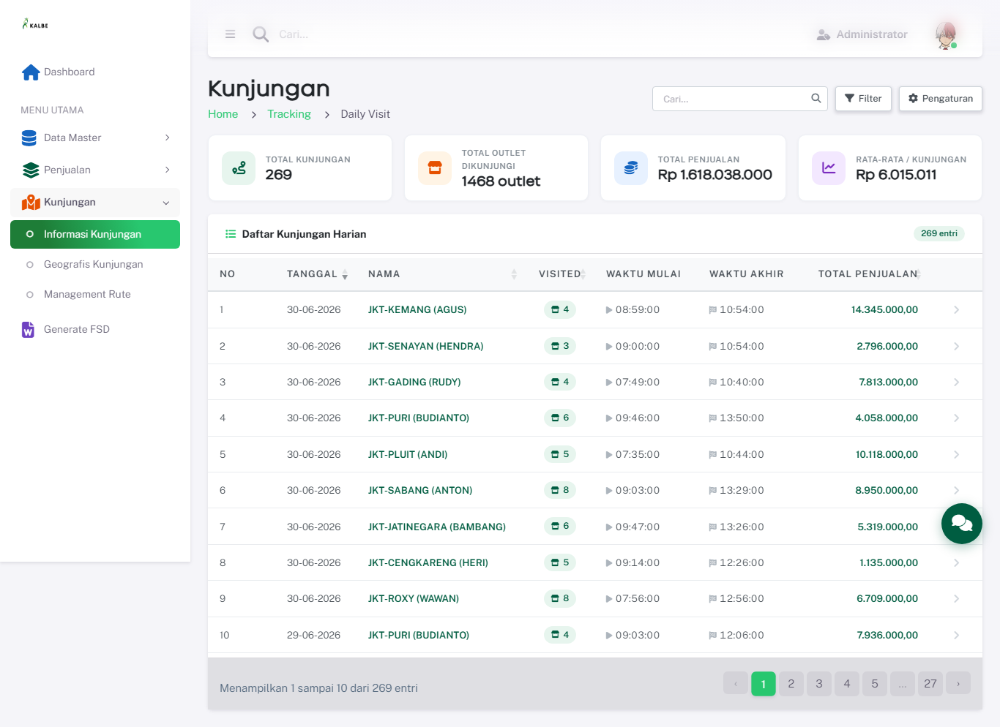 KALBE
Cari...
Administrator
Dashboard
MENU UTAMA
Data Master
Penjualan
Kunjungan
Informasi Kunjungan
Geografis Kunjungan
Management Rute
Generate FSD
Kunjungan
Home > Tracking > Daily Visit
Cari...
Filter
Pengaturan
TOTAL KUNJUNGAN
269
TOTAL OUTLET
DIKUNJUNGI
1468 outlet
TOTAL PENJUALAN
Rp 1.618.038.000
RATA-RATA / KUNJUNGAN
Rp 6.015.011
Daftar Kunjungan Harian
269 entri
NO TANGGAL NAMA VISITED WAKTU MULAI WAKTU AKHIR TOTAL PENJUALAN
1 30-06-2026 JKT-KEMANG (AGUS) 4 08:59:00 10:54:00 14.345.000,00
2 30-06-2026 JKT-SENAYAN (HENDRA) 3 09:00:00 10:54:00 2.796.000,00
3 30-06-2026 JKT-GADING (RUDY) 4 07:49:00 10:40:00 7.813.000,00
4 30-06-2026 JKT-PURI (BUDIANTO) 6 09:46:00 13:50:00 4.058.000,00
5 30-06-2026 JKT-PLUIT (ANDI) 5 07:35:00 10:44:00 10.118.000,00
6 30-06-2026 JKT-SABANG (ANTON) 8 09:03:00 13:29:00 8.950.000,00
7 30-06-2026 JKT-JATINEGARA (BAMBANG) 6 09:47:00 13:26:00 5.319.000,00
8 30-06-2026 JKT-CENGKARENG (HERI) 5 09:14:00 12:26:00 1.135.000,00
9 30-06-2026 JKT-ROXY (WAWAN) 8 07:56:00 12:56:00 6.709.000,00
10 29-06-2026 JKT-PURI (BUDIANTO) 4 09:03:00 12:06:00 7.936.000,00
Menampilkan 1 sampai 10 dari 269 entri
‹ 1 2 3 4 5 ... 27 ›